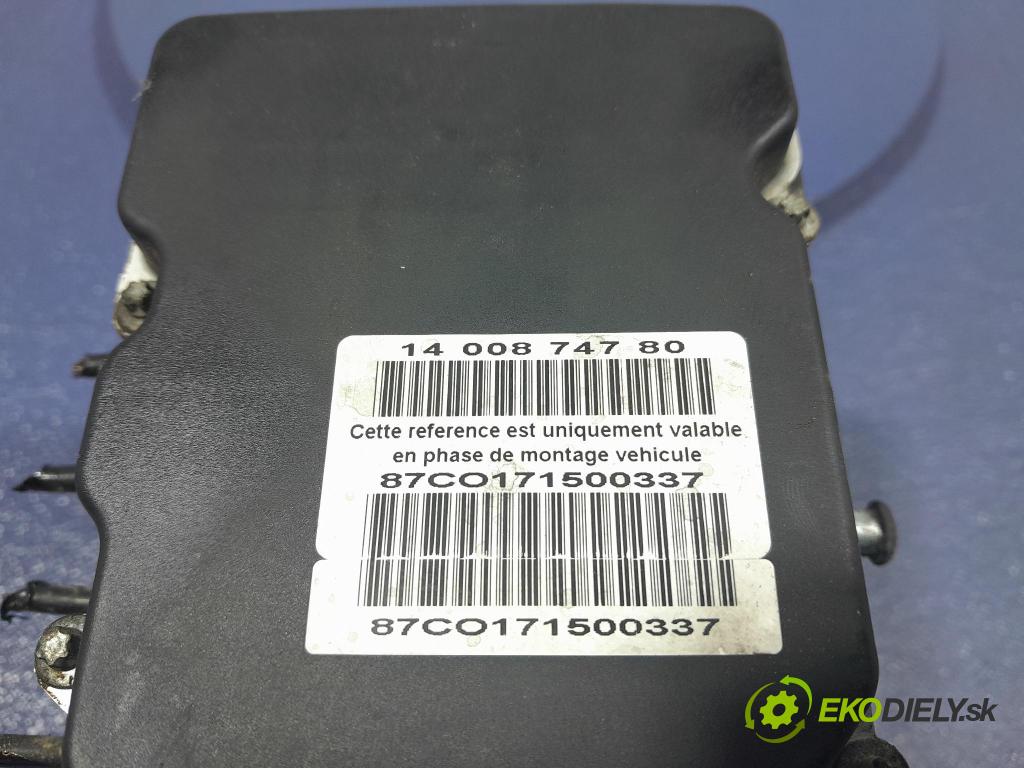 14 008 747 80
Cette reference est uniquement valable
en phase de montage vehicule
87CO171500337
87CO171500337
EKODIELY.sk